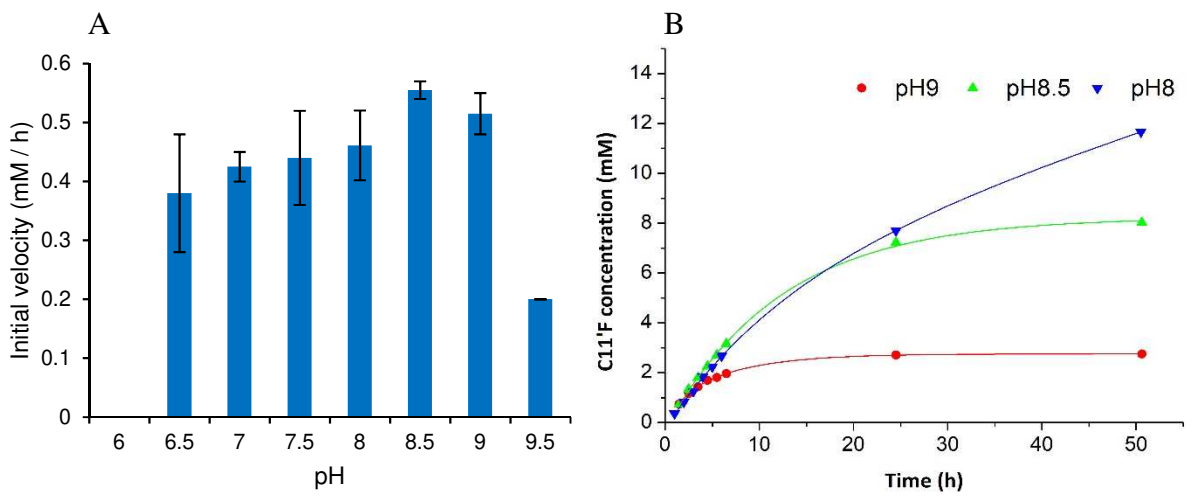 A
Initial velocity (mM / h)
0.6
0.5
0.4
0.3
0.2
0.1
0
6 6.5 7 7.5 8 8.5 9 9.5
pH
B
C11'F concentration (mM)
14
12
10
8
6
4
2
0
pH9 pH8.5 pH8
0 10 20 30 40 50
Time (h)